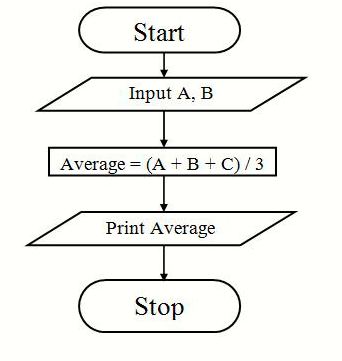 Start
Input A, B
Average = (A + B + C) / 3
Print Average
Stop